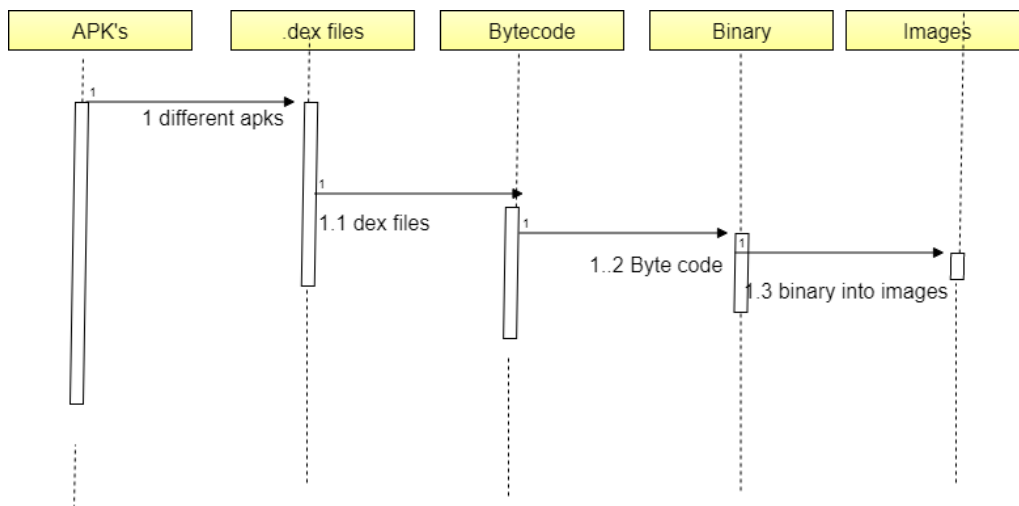 APK's
.dex files
Bytecode
Binary
Images
1
1 different apks
1
1.1 dex files
1
1..2 Byte code
1
1.3 binary into images